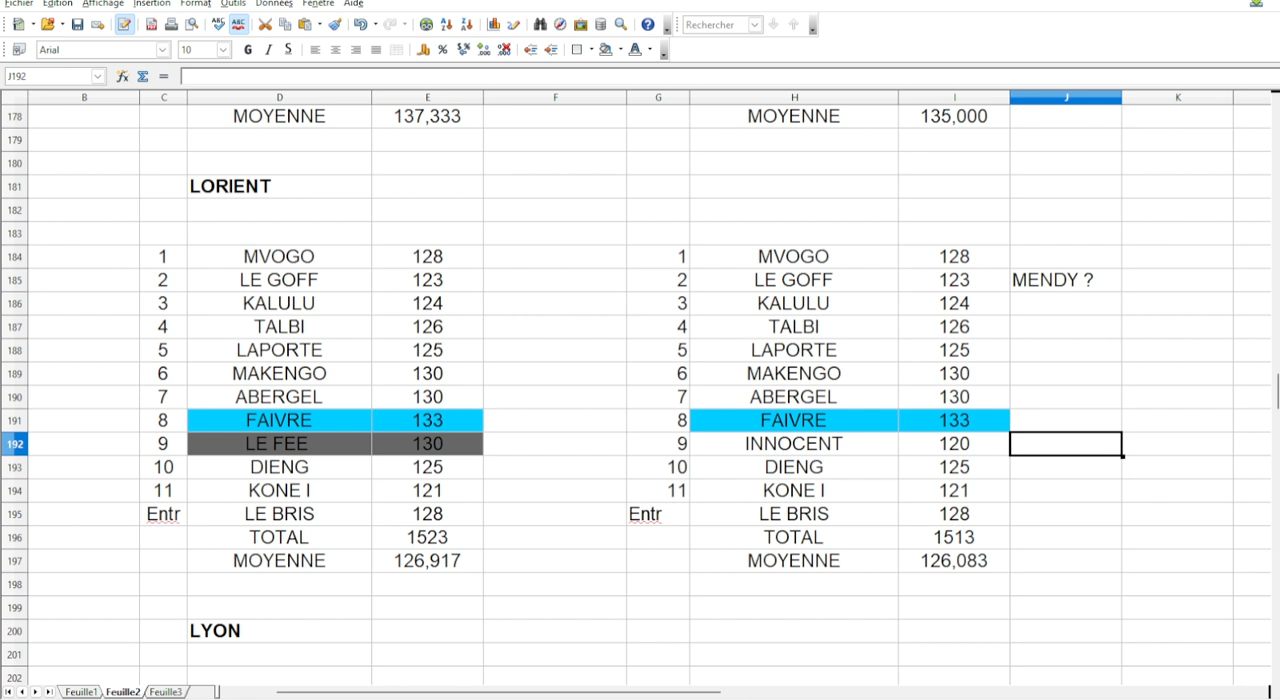 Fichier Edition Affichage Insertion Format Outils Données Fenêtre Aide
Rechercher
Arial 10 G I S
J192
B C D E F G H I J K
178 MOYENNE 137,333 MOYENNE 135,000
179
180
181 LORIENT
182
183
184 1 MVOGO 128 1 MVOGO 128
185 2 LE GOFF 123 2 LE GOFF 123 MENDY ?
186 3 KALULU 124 3 KALULU 124
187 4 TALBI 126 4 TALBI 126
188 5 LAPORTE 125 5 LAPORTE 125
189 6 MAKENGO 130 6 MAKENGO 130
190 7 ABERGEL 130 7 ABERGEL 130
191 8 FAIVRE 133 8 FAIVRE 133
192 9 LE FEE 130 9 INNOCENT 120
193 10 DIENG 125 10 DIENG 125
194 11 KONE I 121 11 KONE I 121
195 Entr LE BRIS 128 Entr LE BRIS 128
196 TOTAL 1523 TOTAL 1513
197 MOYENNE 126,917 MOYENNE 126,083
198
199
200 LYON
201
202
Feuille1 Feuille2 Feuille3